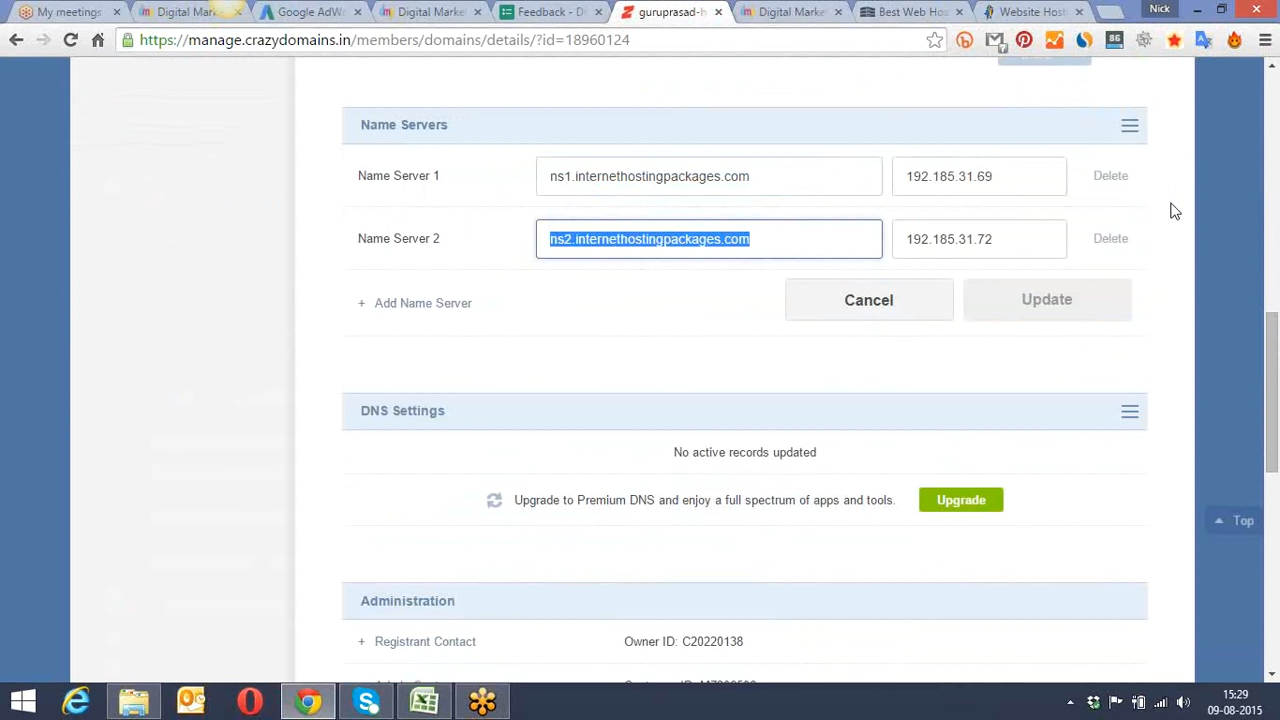 My meetings
Digital Mark
Google AdW
Digital Mark
Feedback - D
guruprasad-h
Digital Mark
Best Web Hos
Website Hosti
Nick
https://manage.crazydomains.in/member/domains/details/?id=18960124
Name Servers
Name Server 1 ns1.internethostingpackages.com 192.185.31.69 Delete
Name Server 2 ns2.internethostingpackages.com 192.185.31.72 Delete
+ Add Name Server Cancel Update
DNS Settings
No active records updated
Upgrade to Premium DNS and enjoy a full spectrum of apps and tools. Upgrade
Top
Administration
+ Registrant Contact Owner ID: C20220138
15:29
09-08-2015